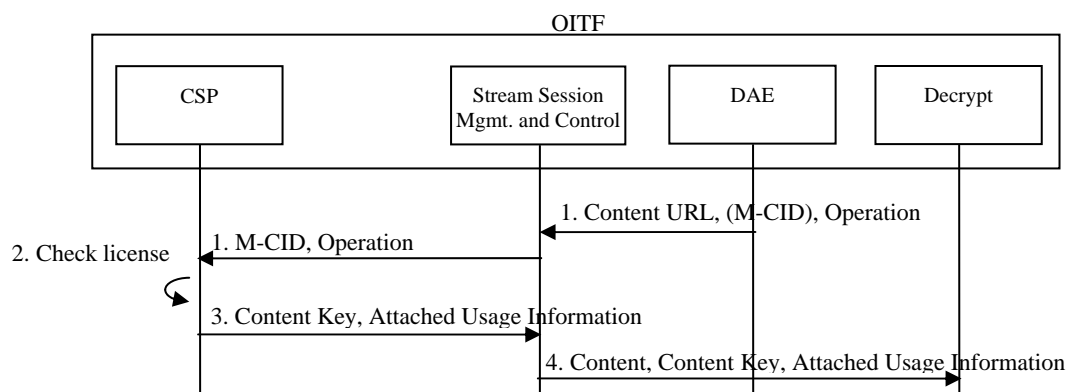 OITF
CSP
Stream Session
Mgmt. and Control
DAE
Decrypt
1. Content URL, (M-CID), Operation
1. M-CID, Operation
2. Check license
3. Content Key, Attached Usage Information
4. Content, Content Key, Attached Usage Information